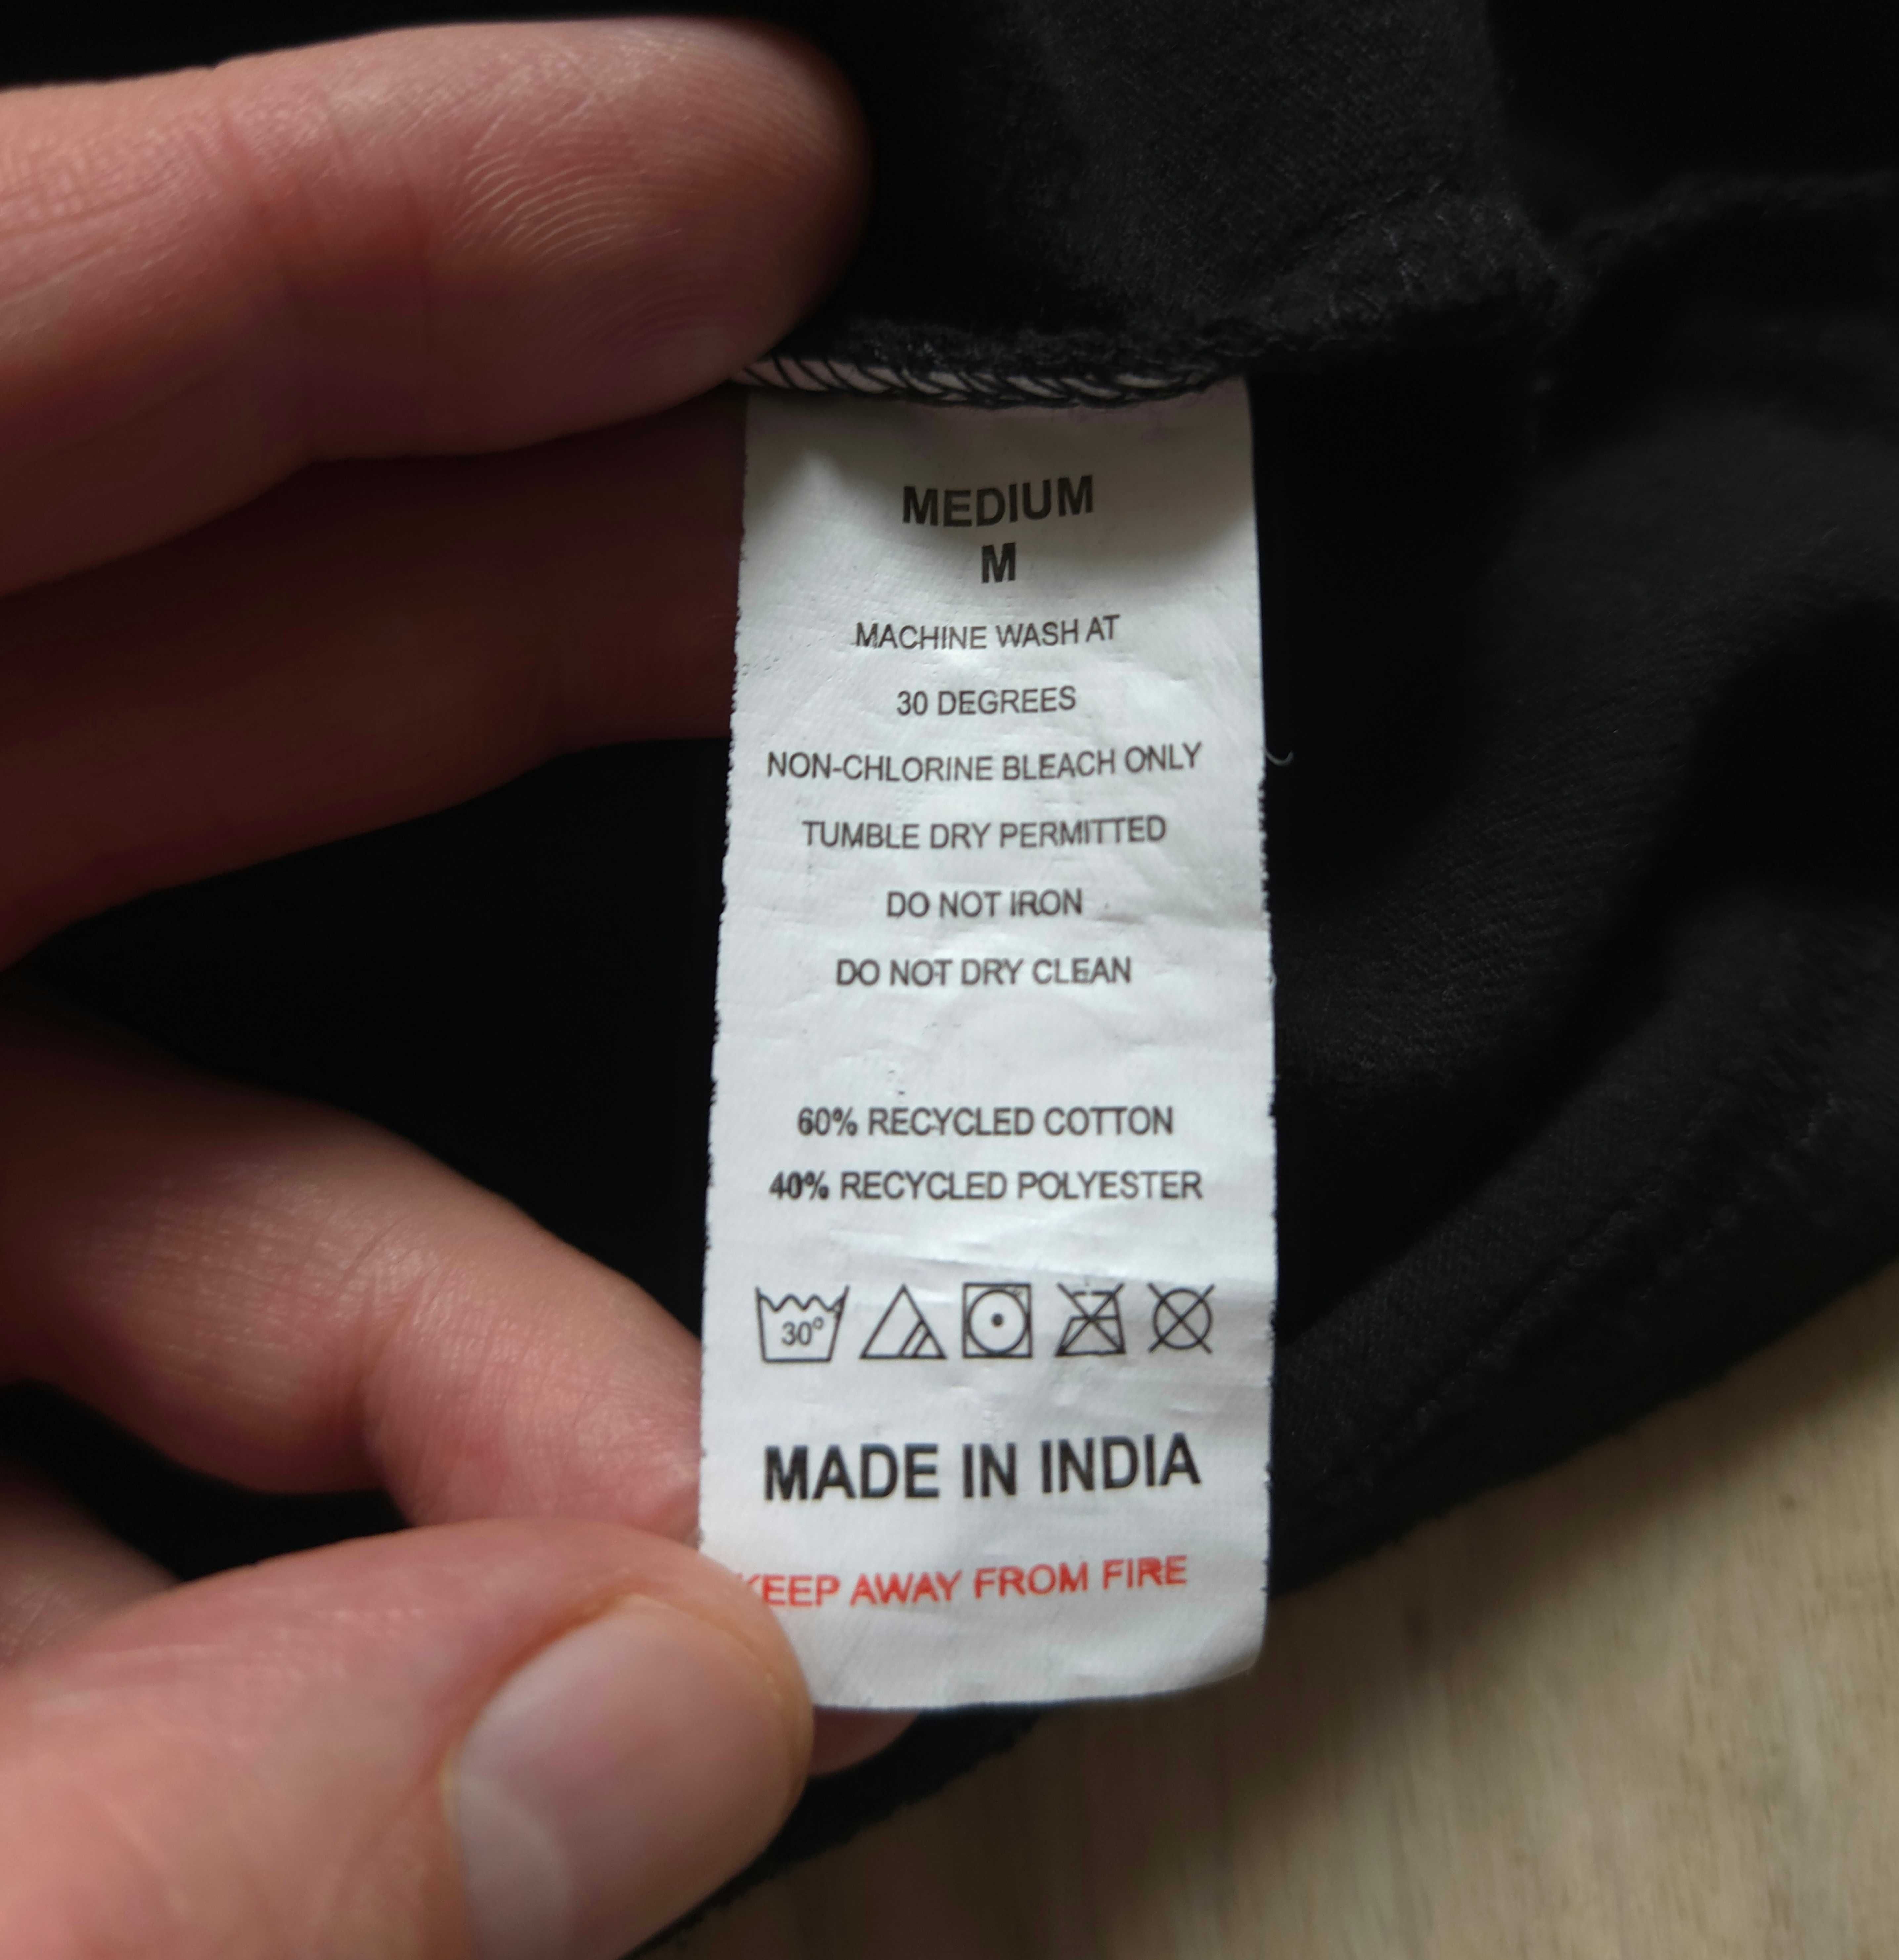 MEDIUM
M
MACHINE WASH AT
30 DEGREES
NON-CHLORINE BLEACH ONLY
TUMBLE DRY PERMITTED
DO NOT IRON
DO NOT DRY CLEAN
60% RECYCLED COTTON
40% RECYCLED POLYESTER
30°
MADE IN INDIA
KEEP AWAY FROM FIRE